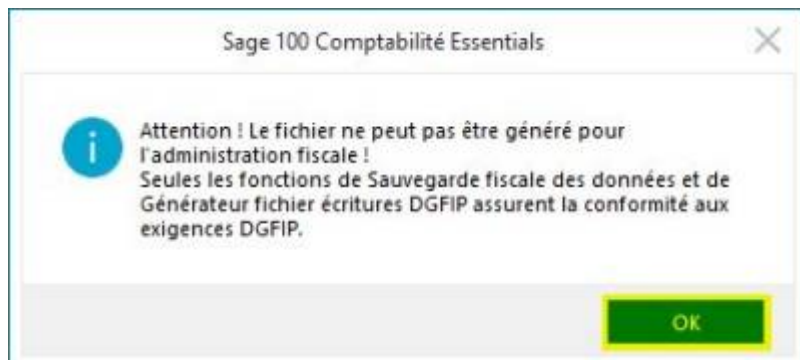 Sage 100 Comptabilité Essentials
Attention ! Le fichier ne peut pas être généré pour
l'administration fiscale !
Seules les fonctions de Sauvegarde fiscale des données et de
Générateur fichier écritures DGFIP assurent la conformité aux
exigences DGFIP.
OK